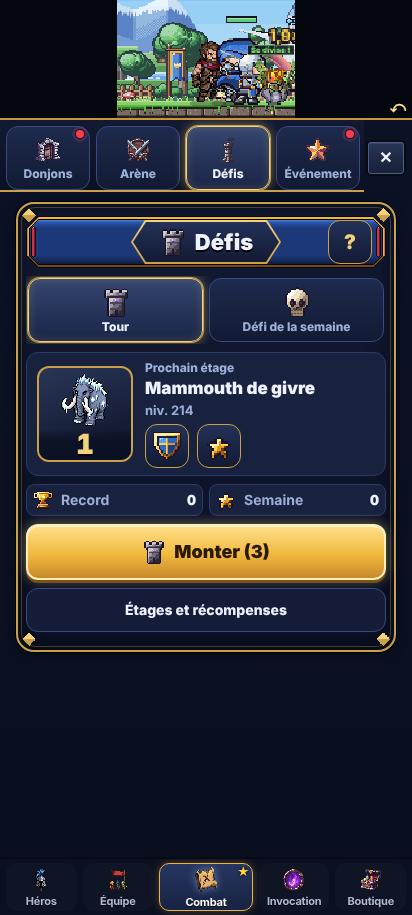 Donjons
Arène
Défis
Événement
×
Défis
?
Tour
Défi de la semaine
Prochain étage
Mammouth de givre
niv. 214
1
Record 0
Semaine 0
Monter (3)
Étages et récompenses
Héros
Équipe
Combat
Invocation
Boutique